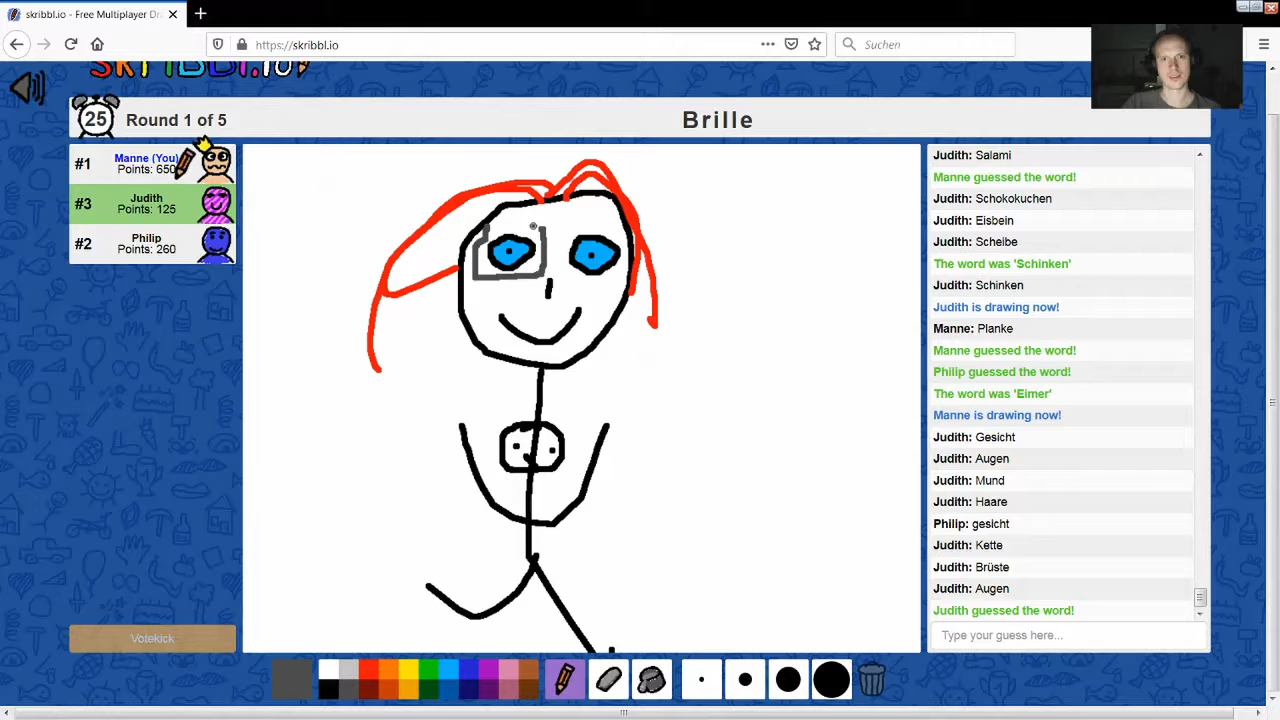 skribbl.io - Free Multiplayer Dr
https://skribbl.io
Suchen
SKRIBBL.IO
25
Round 1 of 5
Brille
#1
Manne (You)
Points: 650
#3
Judith
Points: 125
#2
Philip
Points: 260
Votekick
Judith: Salami
Manne guessed the word!
Judith: Schokokuchen
Judith: Eisbein
Judith: Scheibe
The word was 'Schinken'
Judith: Schinken
Judith is drawing now!
Manne: Planke
Manne guessed the word!
Philip guessed the word!
The word was 'Eimer'
Manne is drawing now!
Judith: Gesicht
Judith: Augen
Judith: Mund
Judith: Haare
Philip: gesicht
Judith: Kette
Judith: Brüste
Judith: Augen
Judith guessed the word!
Type your guess here...